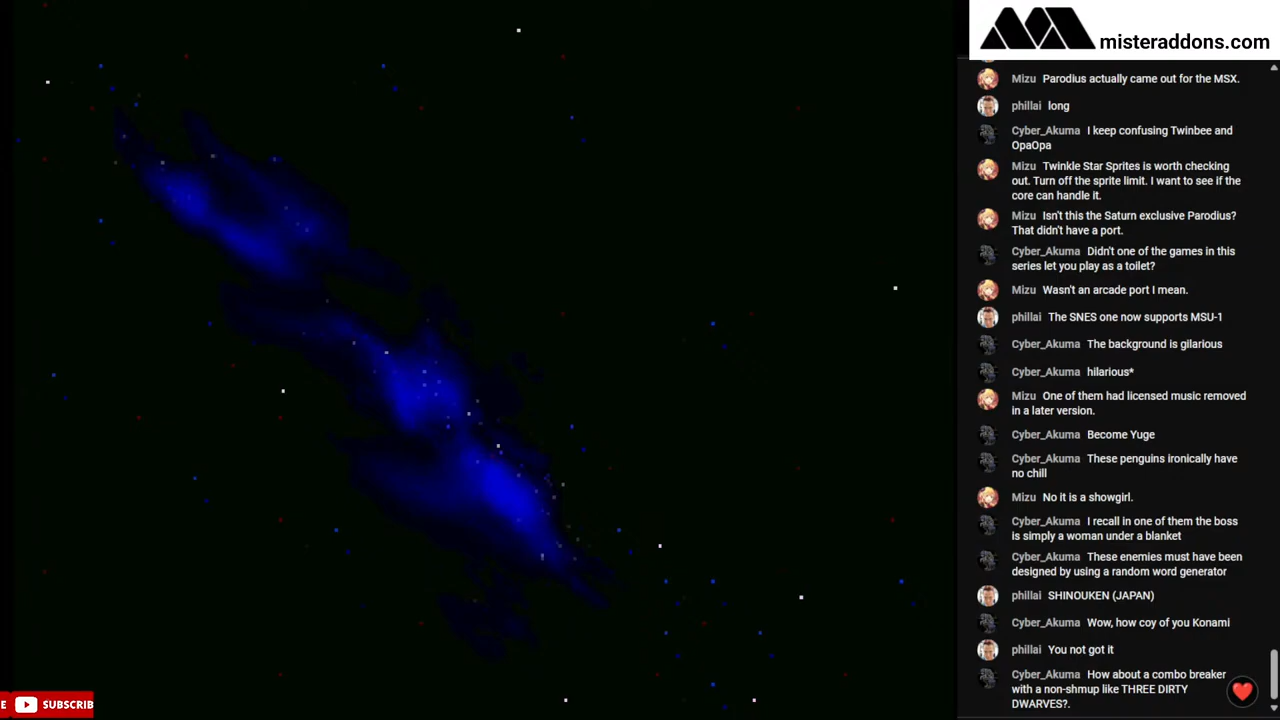 misteraddons.com
Mizu Parodius actually came out for the MSX.
phillai long
Cyber_Akuma I keep confusing Twinbee and
OpaOpa
Mizu Twinkle Star Sprites is worth checking
out. Turn off the sprite limit. I want to see if the
core can handle it.
Mizu Isn't this the Saturn exclusive Parodius?
That didn't have a port.
Cyber_Akuma Didn't one of the games in this
series let you play as a toilet?
Mizu Wasn't an arcade port I mean.
phillai The SNES one now supports MSU-1
Cyber_Akuma The background is gilarious
Cyber_Akuma hilarious*
Mizu One of them had licensed music removed
in a later version.
Cyber_Akuma Become Yuge
Cyber_Akuma These penguins ironically have
no chill
Mizu No it is a showgirl.
Cyber_Akuma I recall in one of them the boss
is simply a woman under a blanket
Cyber_Akuma These enemies must have been
designed by using a random word generator
phillai SHINOUKEN (JAPAN)
Cyber_Akuma Wow, how coy of you Konami
phillai You not got it
Cyber_Akuma How about a combo breaker
with a non-shmup like THREE DIRTY
DWARVES?.
E SUBSCRIB